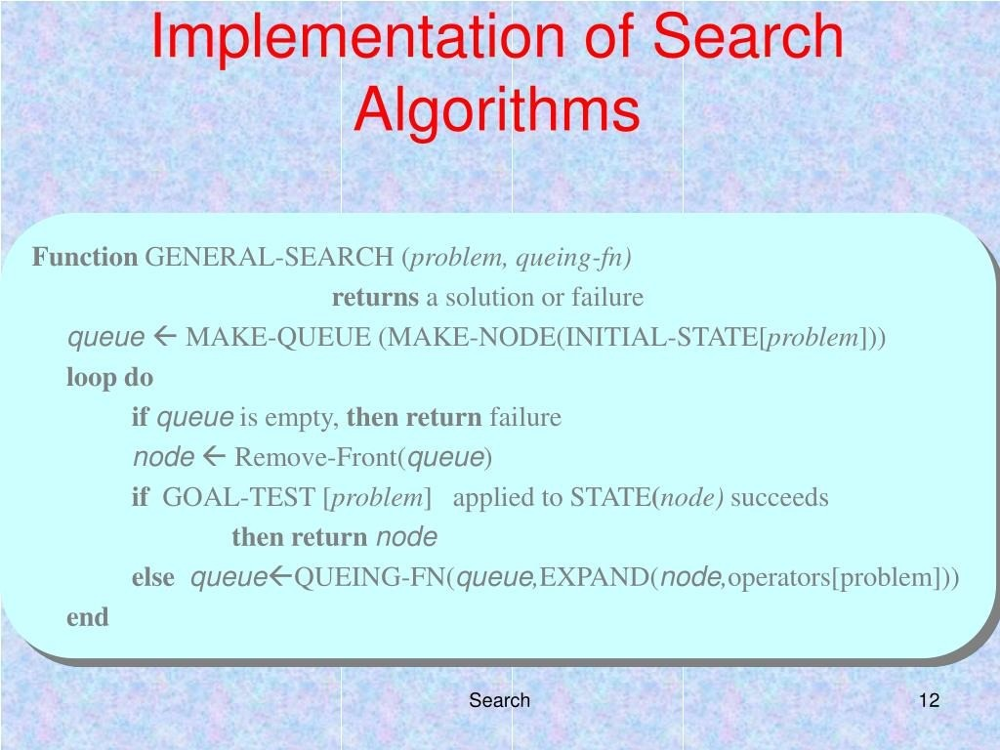 Implementation of Search
Algorithms
Function GENERAL-SEARCH (problem, queing-fn)
returns a solution or failure
queue ← MAKE-QUEUE (MAKE-NODE(INITIAL-STATE[problem]))
loop do
if queue is empty, then return failure
node ← Remove-Front(queue)
if GOAL-TEST [problem] applied to STATE(node) succeeds
then return node
else queue←QUEING-FN(queue,EXPAND(node,operators[problem]))
end
Search
12